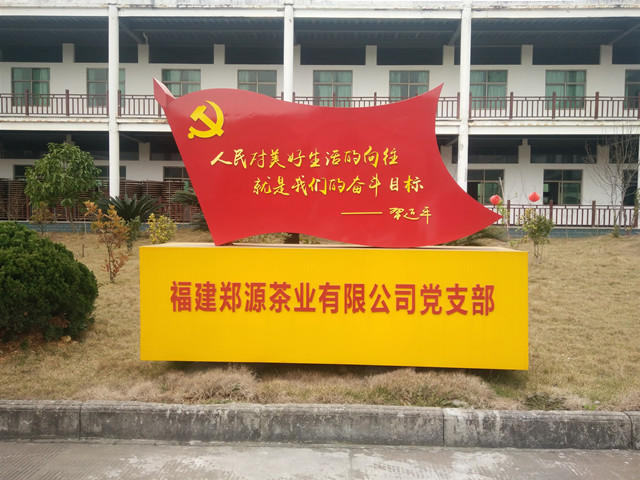 人民对美好生活的向往
就是我们的奋斗目标
——习近平
福建郑源茶业有限公司党支部